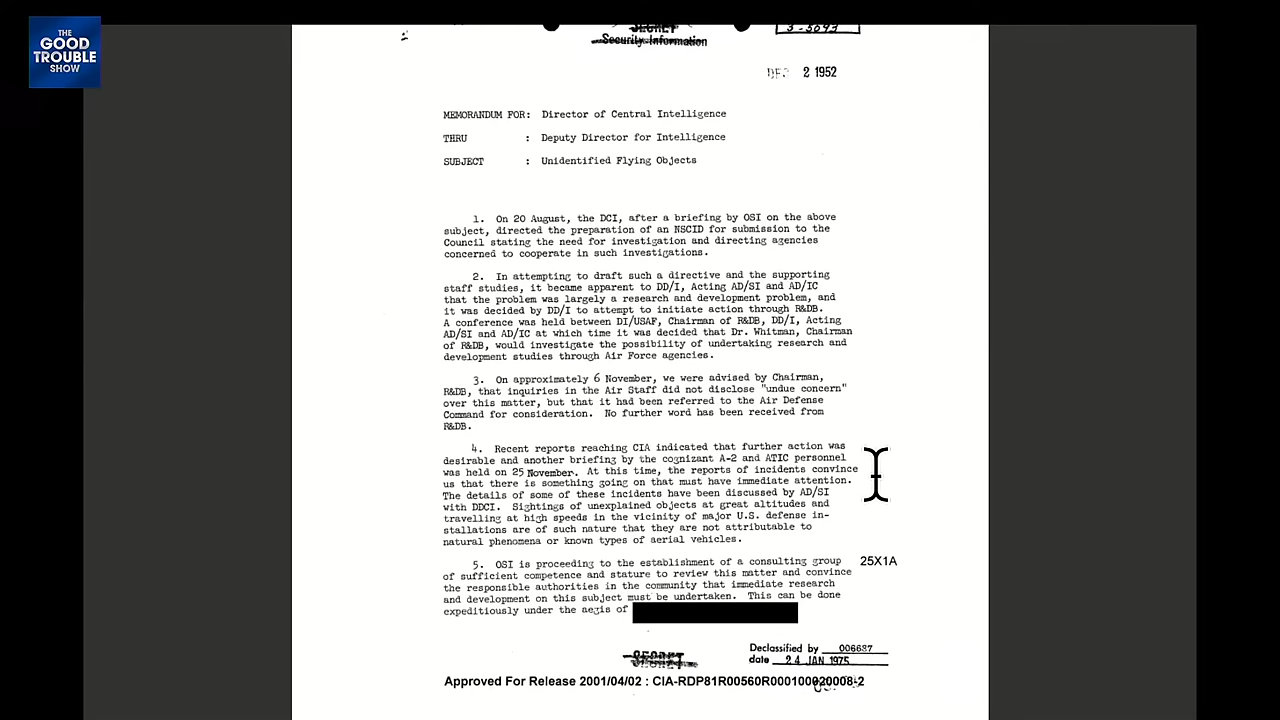 THE
GOOD
TROUBLE
SHOW
SECRET
Security Information
3-5093
DEC 2 1952
MEMORANDUM FOR: Director of Central Intelligence
THRU : Deputy Director for Intelligence
SUBJECT : Unidentified Flying Objects
1. On 20 August, the DCI, after a briefing by OSI on the above
subject, directed the preparation of an NSCID for submission to the
Council stating the need for investigation and directing agencies
concerned to cooperate in such investigations.
2. In attempting to draft such a directive and the supporting
staff studies, it became apparent to DD/I, Acting AD/SI and AD/IC
that the problem was largely a research and development problem, and
it was decided by DD/I to attempt to initiate action through R&DB.
A conference was held between DI/USAF, Chairman of R&DB, DD/I, Acting
AD/SI and AD/IC at which time it was decided that Dr. Whitman, Chairman
of R&DB, would investigate the possibility of undertaking research and
development studies through Air Force agencies.
3. On approximately 6 November, we were advised by Chairman,
R&DB, that inquiries in the Air Staff did not disclose "undue concern"
over this matter, but that it had been referred to the Air Defense
Command for consideration. No further word has been received from
R&DB.
4. Recent reports reaching CIA indicated that further action was
desirable and another briefing by the cognizant A-2 and ATIC personnel
was held on 25 November. At this time, the reports of incidents convince
us that there is something going on that must have immediate attention.
The details of some of these incidents have been discussed by AD/SI
with DDCI. Sightings of unexplained objects at great altitudes and
travelling at high speeds in the vicinity of major U.S. defense in-
stallations are of such nature that they are not attributable to
natural phenomena or known types of aerial vehicles.
25X1A
5. OSI is proceeding to the establishment of a consulting group
of sufficient competence and stature to review this matter and convince
the responsible authorities in the community that immediate research
and development on this subject must be undertaken. This can be done
expeditiously under the aegis of
SECRET
Declassified by 006687
date 24 JAN 1975
Approved For Release 2001/04/02 : CIA-RDP81R00560R000100020008-2